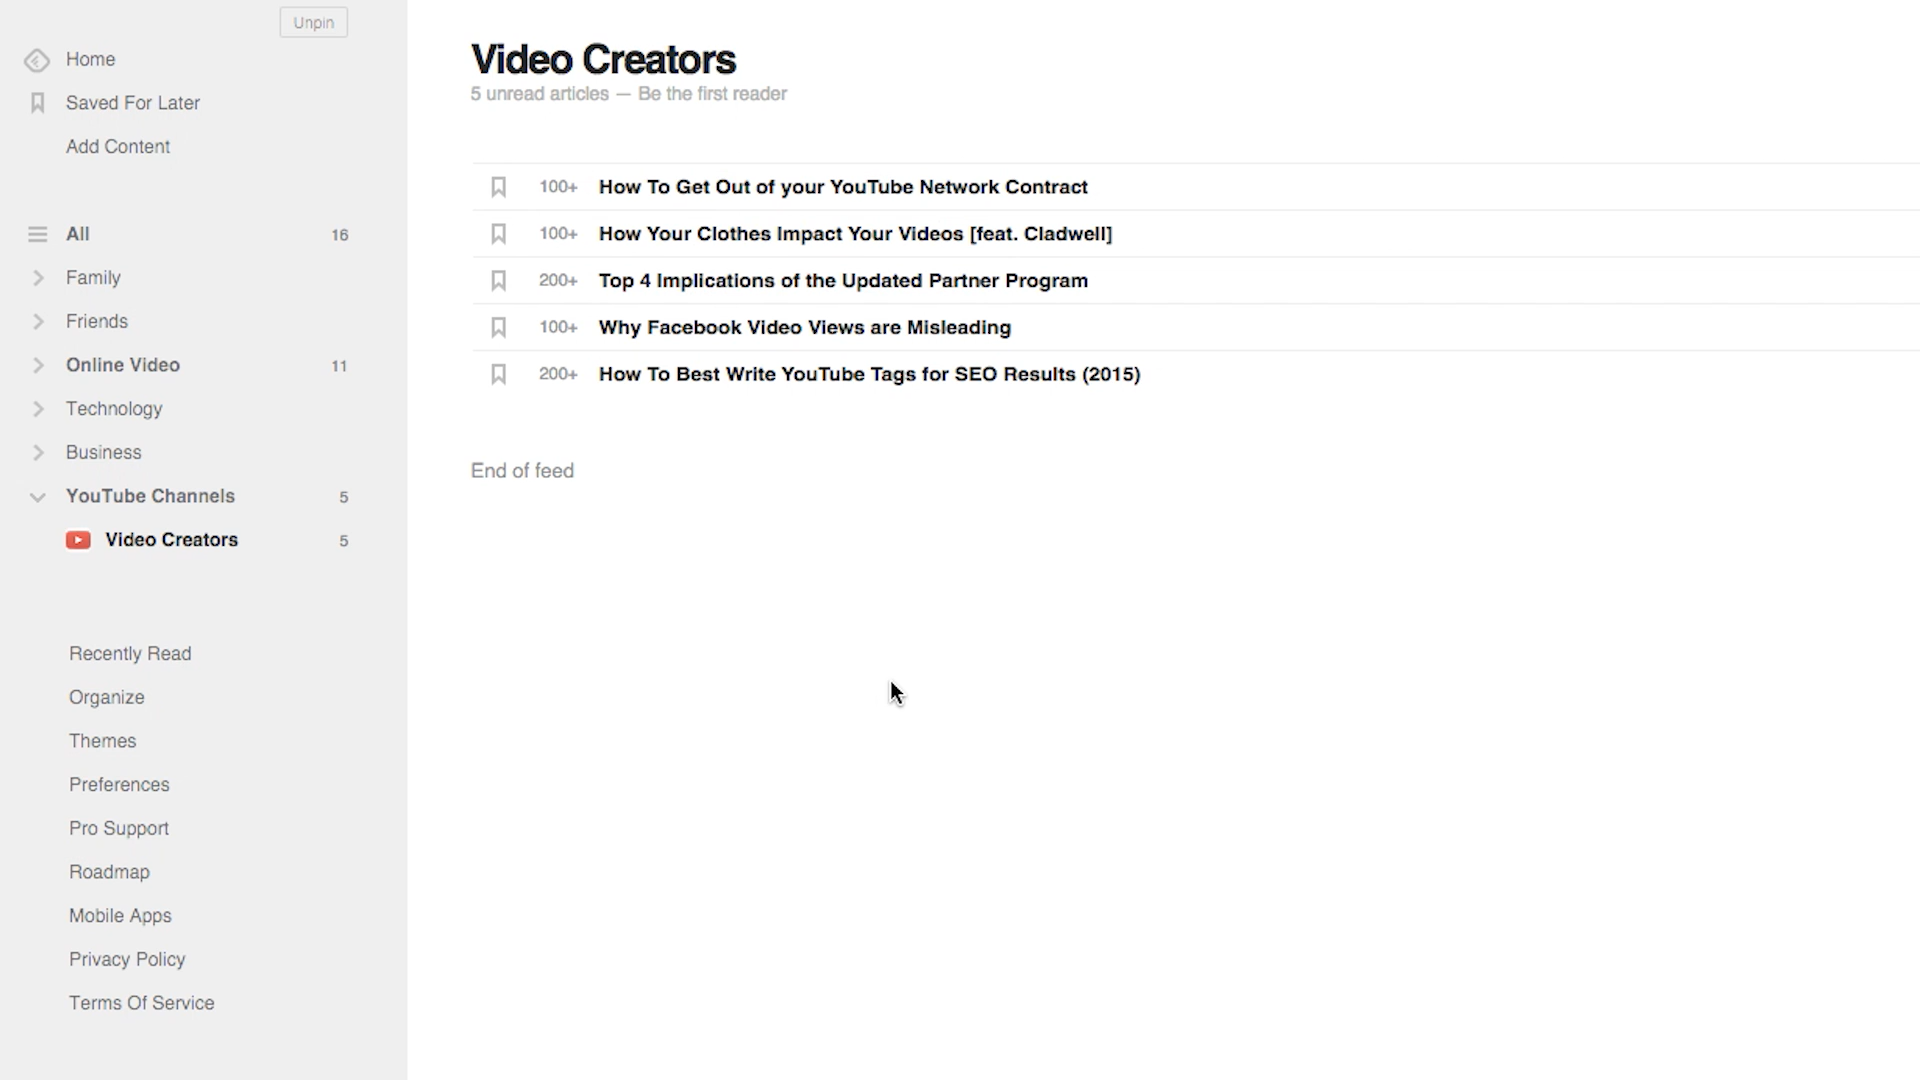 Unpin
Home
Saved For Later
Add Content
All 16
Family
Friends
Online Video 11
Technology
Business
YouTube Channels 5
Video Creators 5
Recently Read
Organize
Themes
Preferences
Pro Support
Roadmap
Mobile Apps
Privacy Policy
Terms Of Service
Video Creators
5 unread articles — Be the first reader
100+ How To Get Out of your YouTube Network Contract
100+ How Your Clothes Impact Your Videos [feat. Cladwell]
200+ Top 4 Implications of the Updated Partner Program
100+ Why Facebook Video Views are Misleading
200+ How To Best Write YouTube Tags for SEO Results (2015)
End of feed